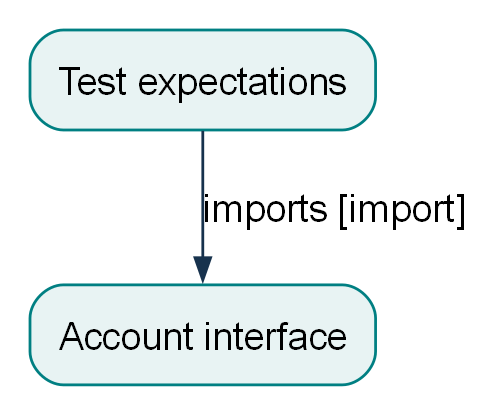 Test expectations
imports [import]
Account interface